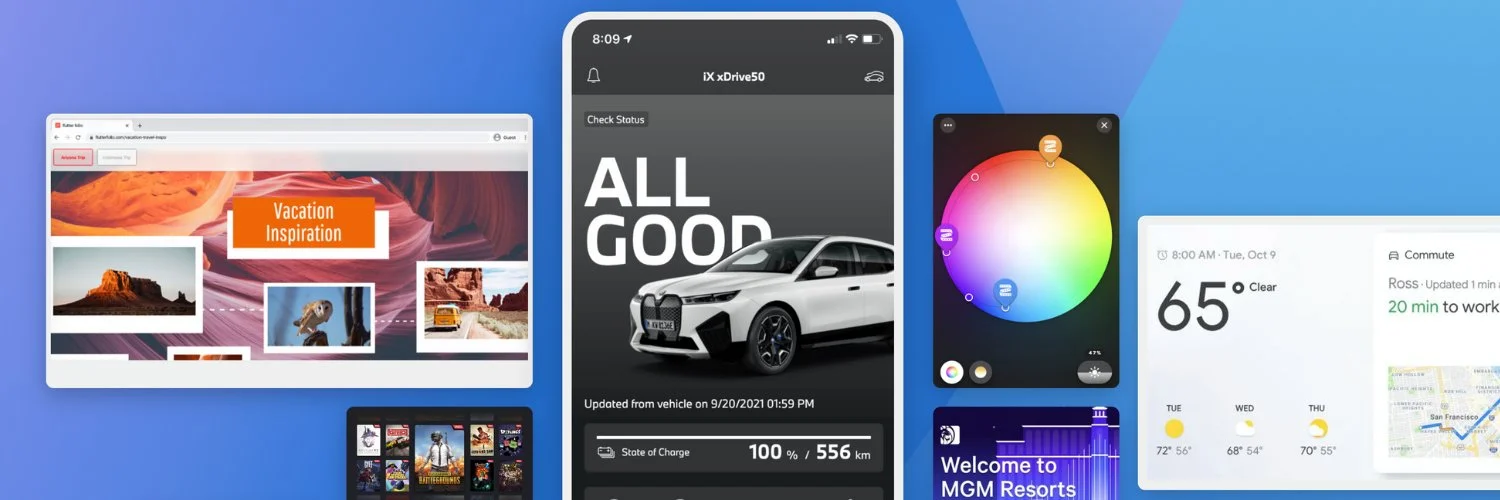 flutter folio
flutterfolio.com/vacation-travel-inspo
Guest
Arizona Trip
Vacation
Inspiration
BATTLEGROUNDS
8:09
iX xDrive50
Check Status
ALL
GOOD
Updated from vehicle on 9/20/2021 01:59 PM
State of Charge
100 % / 556 km
47%
Welcome to
MGM Resorts
8:00 AM · Tue, Oct 9
65° Clear
TUE
WED
THU
72° 56°
68° 54°
70° 55°
Commute
Ross · Updated 1 min
20 min to work
San Francisco